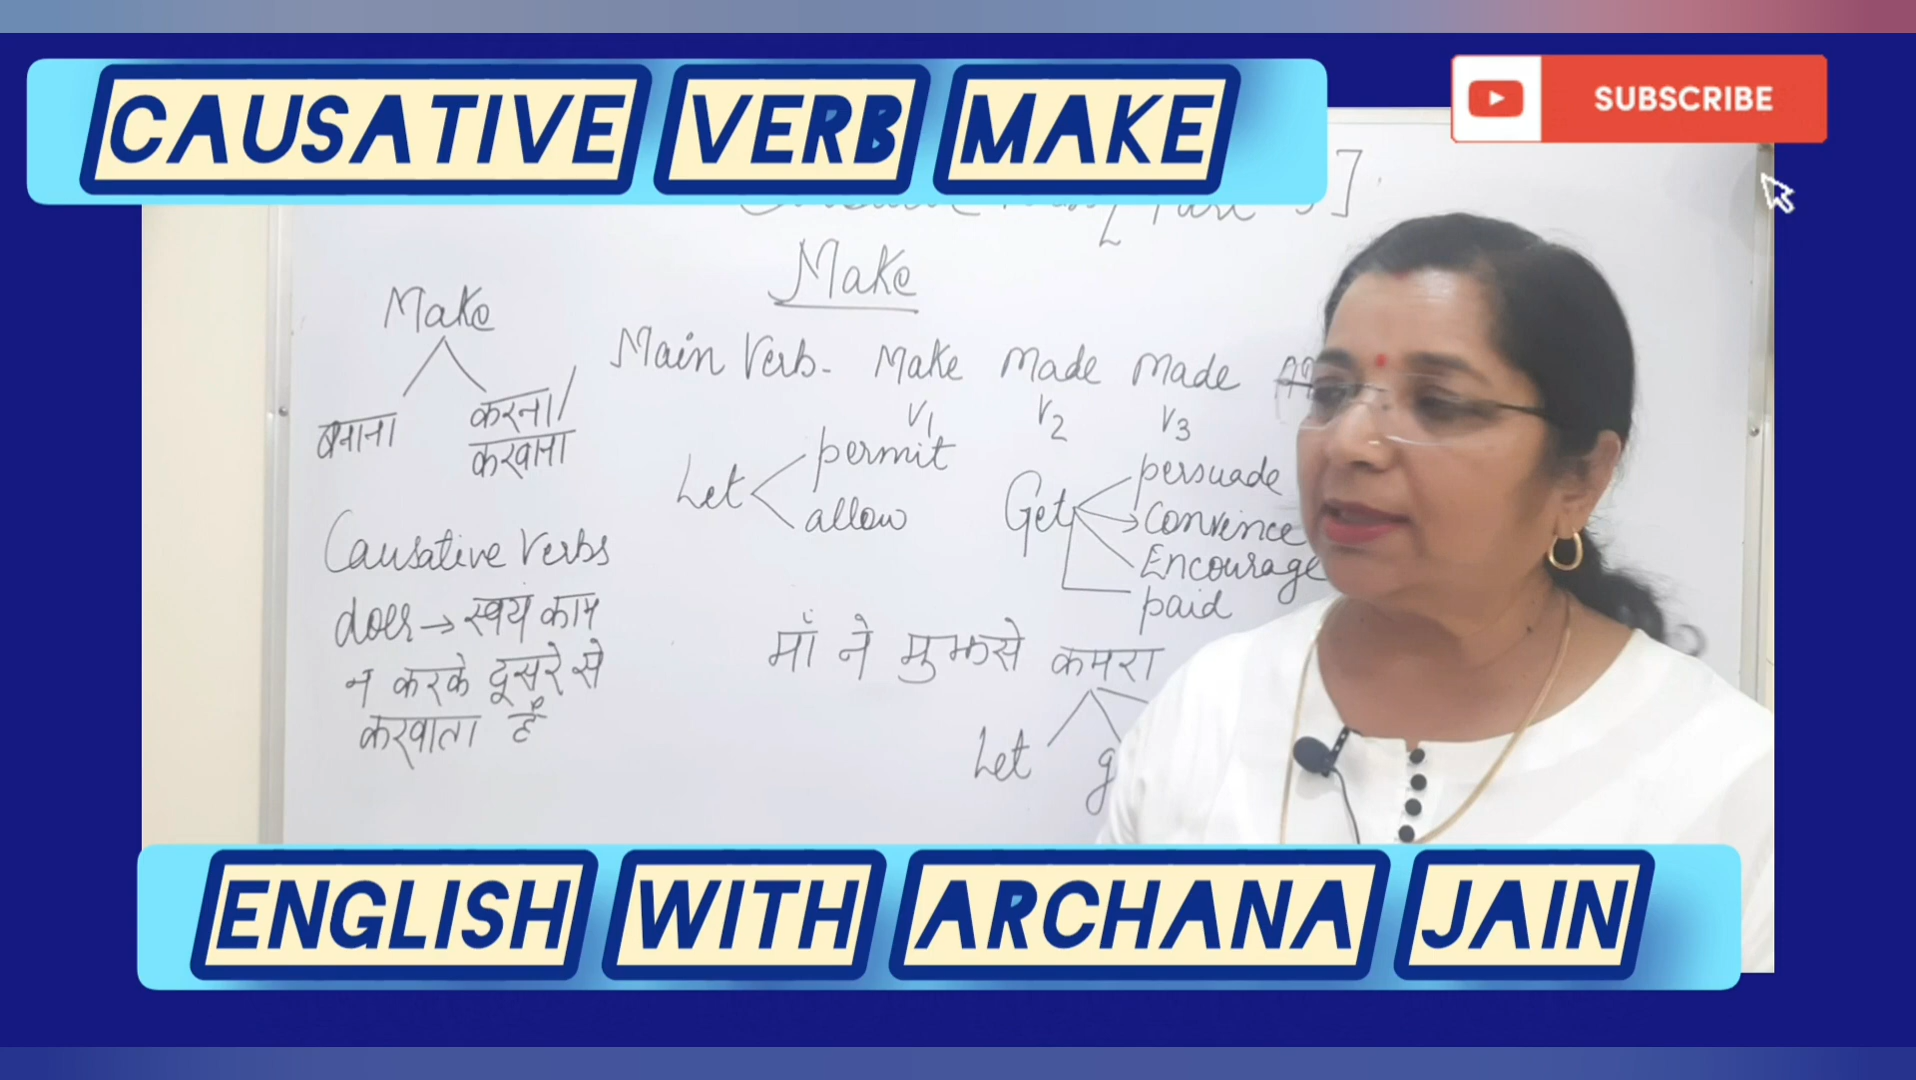 CAUSATIVE VERB MAKE
SUBSCRIBE
Make
Make
बनाना
करना/
करवाना
Main Verb- Make Made Made
V1 V2 V3
Let
permit
allow
Get
persuade
Convence
Encourage
paid
Causative Verbs
does → स्वयं काम
न करके दूसरे से
करवाता है
माँ ने मुझसे कमरा
Let
ENGLISH WITH ARCHANA JAIN